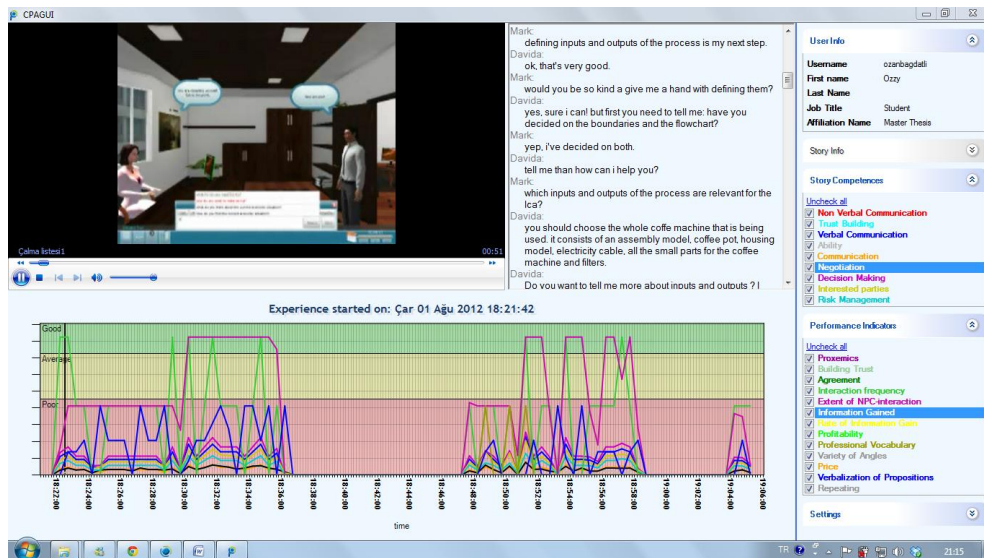 CPAGUI
Mark:
defining inputs and outputs of the process is my next step.
Davida:
ok, that's very good.
Mark:
would you be so kind a give me a hand with defining them?
Davida:
yes, sure i can! but first you need to tell me: have you
decided on the boundaries and the flowchart?
Mark:
yep, i've decided on both.
Davida:
tell me than how can i help you?
Mark:
which inputs and outputs of the process are relevant for the
lca?
Davida:
you should choose the whole coffe machine that is being
used. it consists of an assembly model, coffee pot, housing
model, electricity cable, all the small parts for the coffee
machine and filters.
Davida:
Do you want to tell me more about inputs and outputs ? I
Çalma listesi1
00:51
User Info
Username ozanbagdatli
First name Ozzy
Last Name
Job Title Student
Affiliation Name Master Thesis
Story Info
Story Competences
Uncheck all
Non Verbal Communication
Trust Building
Verbal Communication
Ability
Communication
Negotiation
Decision Making
Interested parties
Risk Management
Performance Indicators
Uncheck all
Proxemics
Building Trust
Agreement
Interaction frequency
Extent of NPC-interaction
Information Gained
Rate of Information Gain
Profitability
Professional Vocabulary
Variety of Angles
Price
Verbalization of Propositions
Repeating
Settings
Experience started on: Çar 01 Ağu 2012 18:21:42
Good
Average
Poor
18:22:00
18:24:00
18:26:00
18:28:00
18:30:00
18:32:00
18:34:00
18:36:00
18:38:00
18:40:00
18:42:00
18:44:00
18:46:00
18:48:00
18:50:00
18:52:00
18:54:00
18:56:00
18:58:00
19:00:00
19:02:00
19:04:00
19:06:00
time
TR
21:15